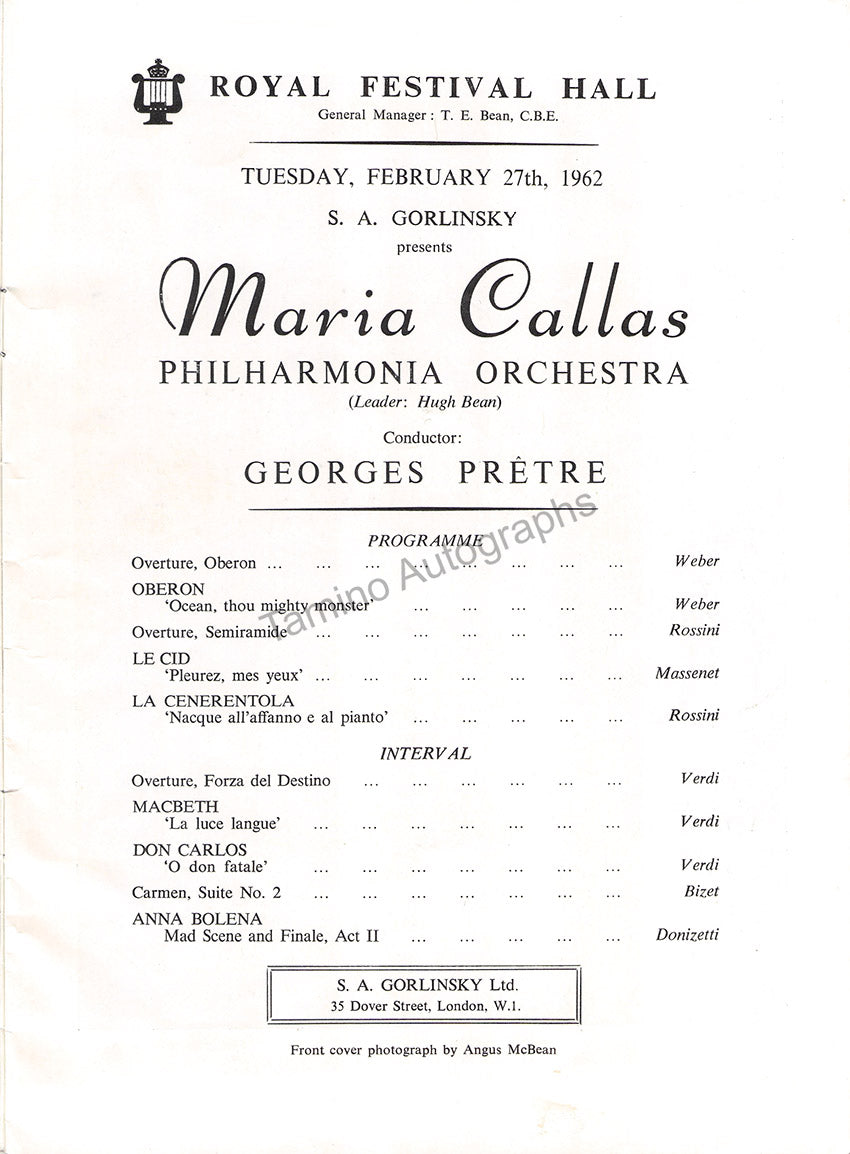 ROYAL FESTIVAL HALL
General Manager: T. E. Bean, C.B.E.
TUESDAY, FEBRUARY 27th, 1962
S. A. GORLINSKY
presents
Maria Callas
PHILHARMONIA ORCHESTRA
(Leader: Hugh Bean)
Conductor:
GEORGES PRÊTRE
PROGRAMME
Overture, Oberon ... ... ... ... ... ... ... ... Weber
OBERON
'Ocean, thou mighty monster' ... ... ... ... ... Weber
Overture, Semiramide ... ... ... ... ... ... ... Rossini
LE CID
'Pleurez, mes yeux' ... ... ... ... ... ... ... Massenet
LA CENERENTOLA
'Nacque all'affanno e al pianto' ... ... ... ... ... Rossini
INTERVAL
Overture, Forza del Destino ... ... ... ... ... ... Verdi
MACBETH
'La luce langue' ... ... ... ... ... ... ... Verdi
DON CARLOS
'O don fatale' ... ... ... ... ... ... ... Verdi
Carmen, Suite No. 2 ... ... ... ... ... ... ... Bizet
ANNA BOLENA
Mad Scene and Finale, Act II ... ... ... ... ... Donizetti
S. A. GORLINSKY Ltd.
35 Dover Street, London, W.1.
Front cover photograph by Angus McBean
Tamino Autographs